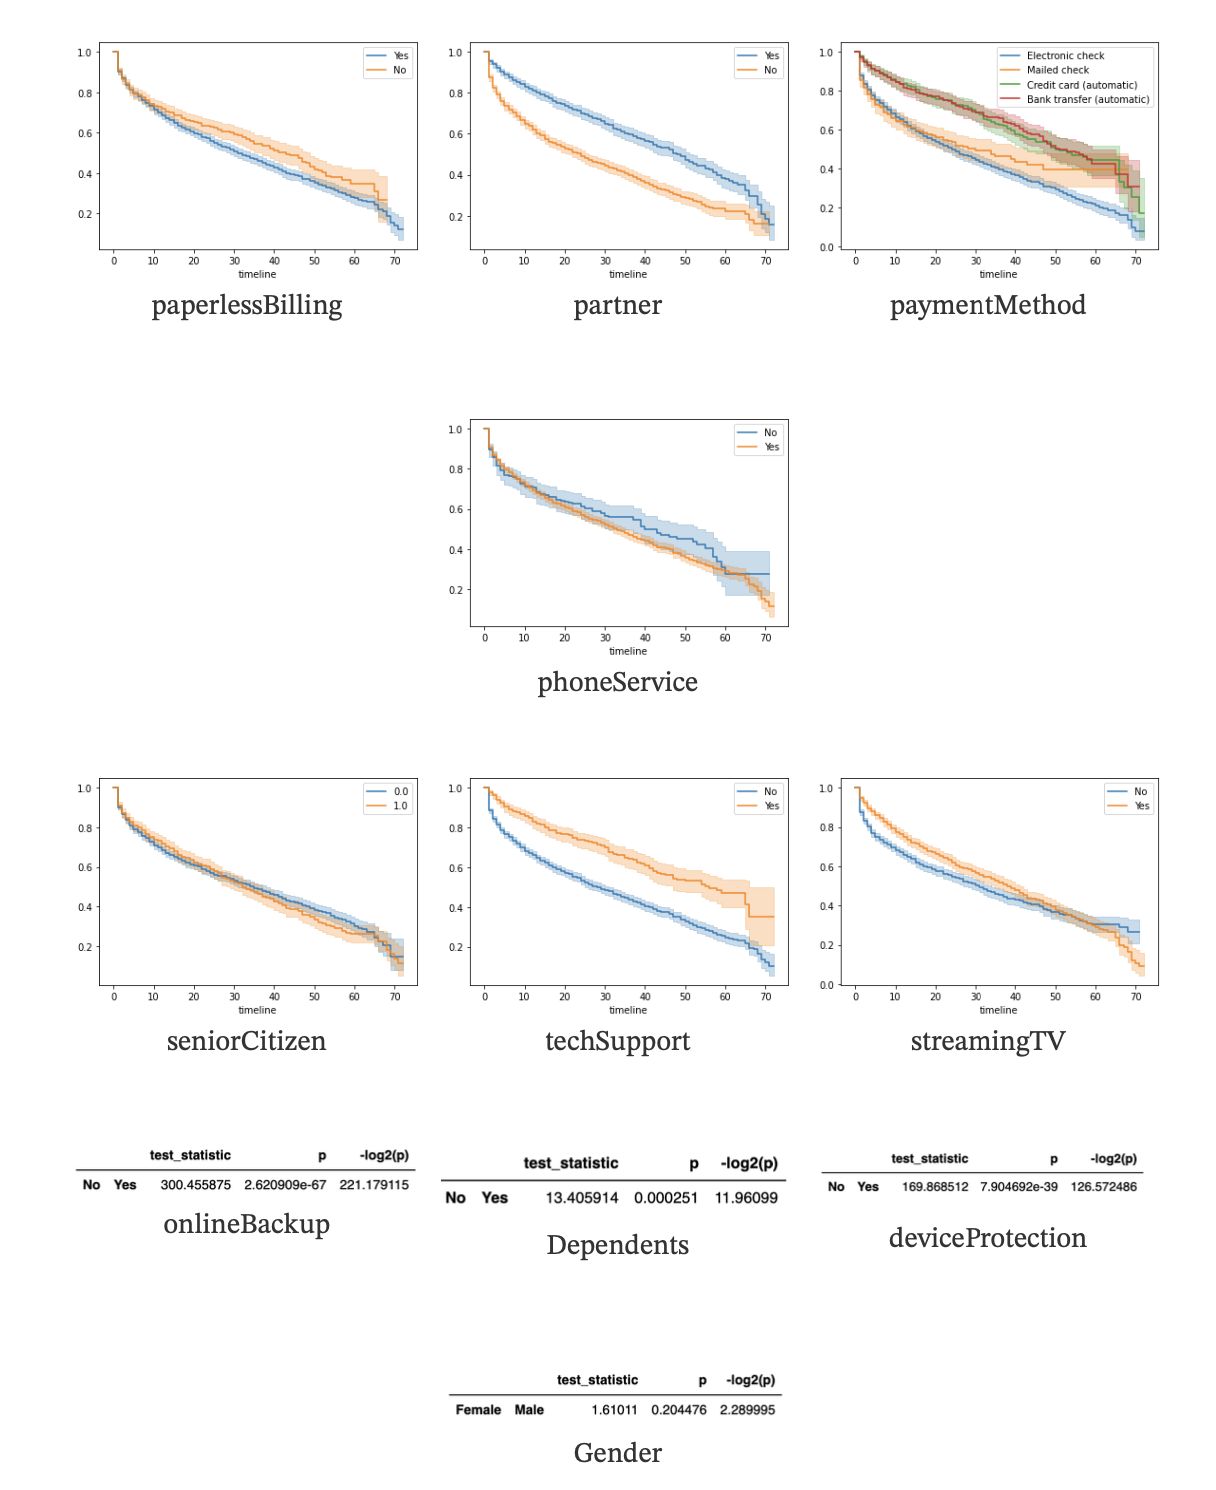 1.0
0.8
0.6
0.4
0.2
Yes
No
0 10 20 30 40 50 60 70
timeline
paperlessBilling
1.0
0.8
0.6
0.4
0.2
Yes
No
0 10 20 30 40 50 60 70
timeline
partner
1.0
0.8
0.6
0.4
0.2
0.0
Electronic check
Mailed check
Credit card (automatic)
Bank transfer (automatic)
0 10 20 30 40 50 60 70
timeline
paymentMethod
1.0
0.8
0.6
0.4
0.2
No
Yes
0 10 20 30 40 50 60 70
timeline
phoneService
1.0
0.8
0.6
0.4
0.2
0.0
1.0
0 10 20 30 40 50 60 70
timeline
seniorCitizen
1.0
0.8
0.6
0.4
0.2
No
Yes
0 10 20 30 40 50 60 70
timeline
techSupport
1.0
0.8
0.6
0.4
0.2
0.0
No
Yes
0 10 20 30 40 50 60 70
timeline
streamingTV
test_statistic p -log2(p)
No Yes 300.455875 2.620909e-67 221.179115
onlineBackup
test_statistic p -log2(p)
No Yes 13.405914 0.000251 11.96099
Dependents
test_statistic p -log2(p)
No Yes 169.868512 7.904692e-39 126.572486
deviceProtection
test_statistic p -log2(p)
Female Male 1.61011 0.204476 2.289995
Gender